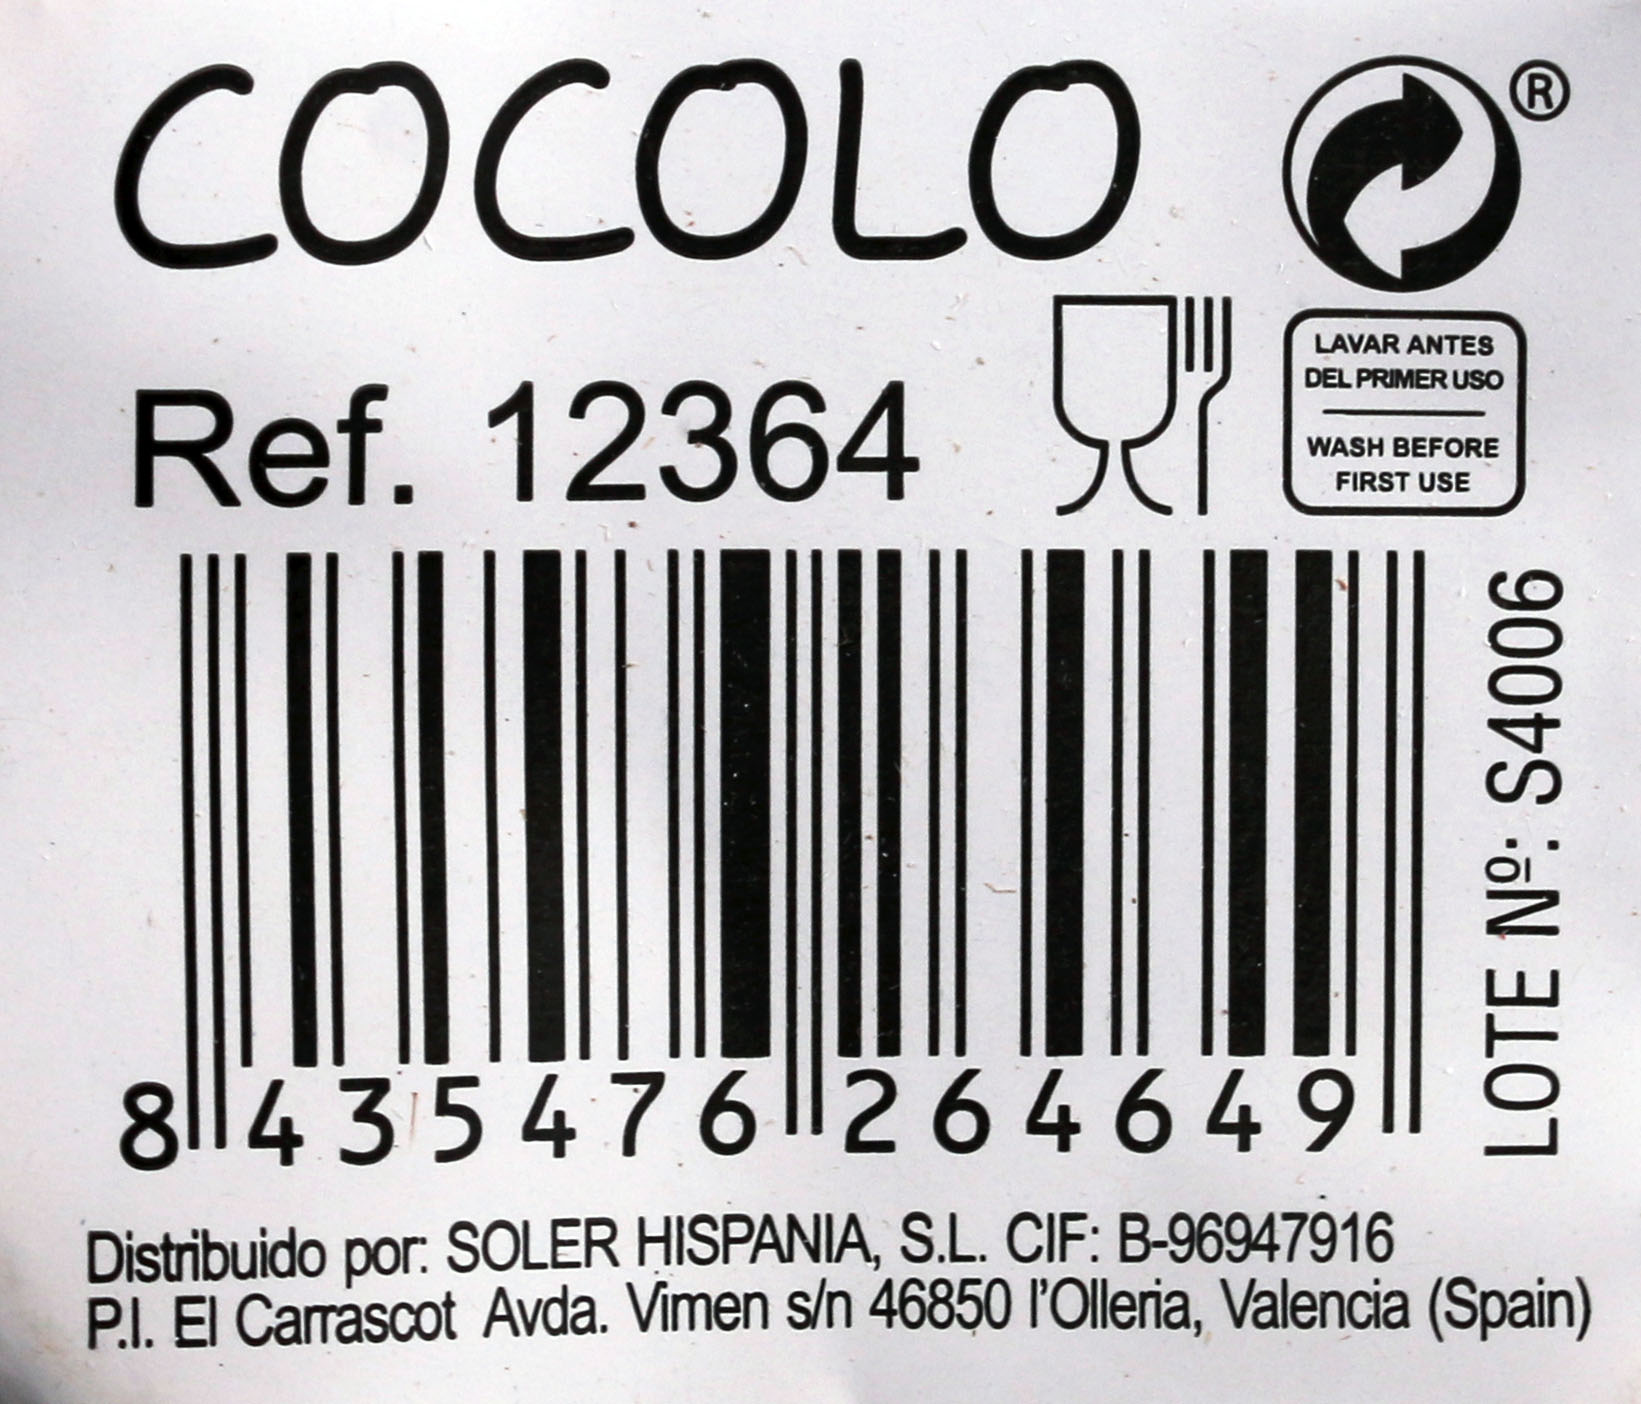 COCOLO
®
Ref. 12364
LAVAR ANTES
DEL PRIMER USO
WASH BEFORE
FIRST USE
8 435476 264649
LOTE Nº: S4006
Distribuido por: SOLER HISPANIA, S.L. CIF: B-96947916
P.I. El Carrascot Avda. Vimen s/n 46850 l'Olleria, Valencia (Spain)